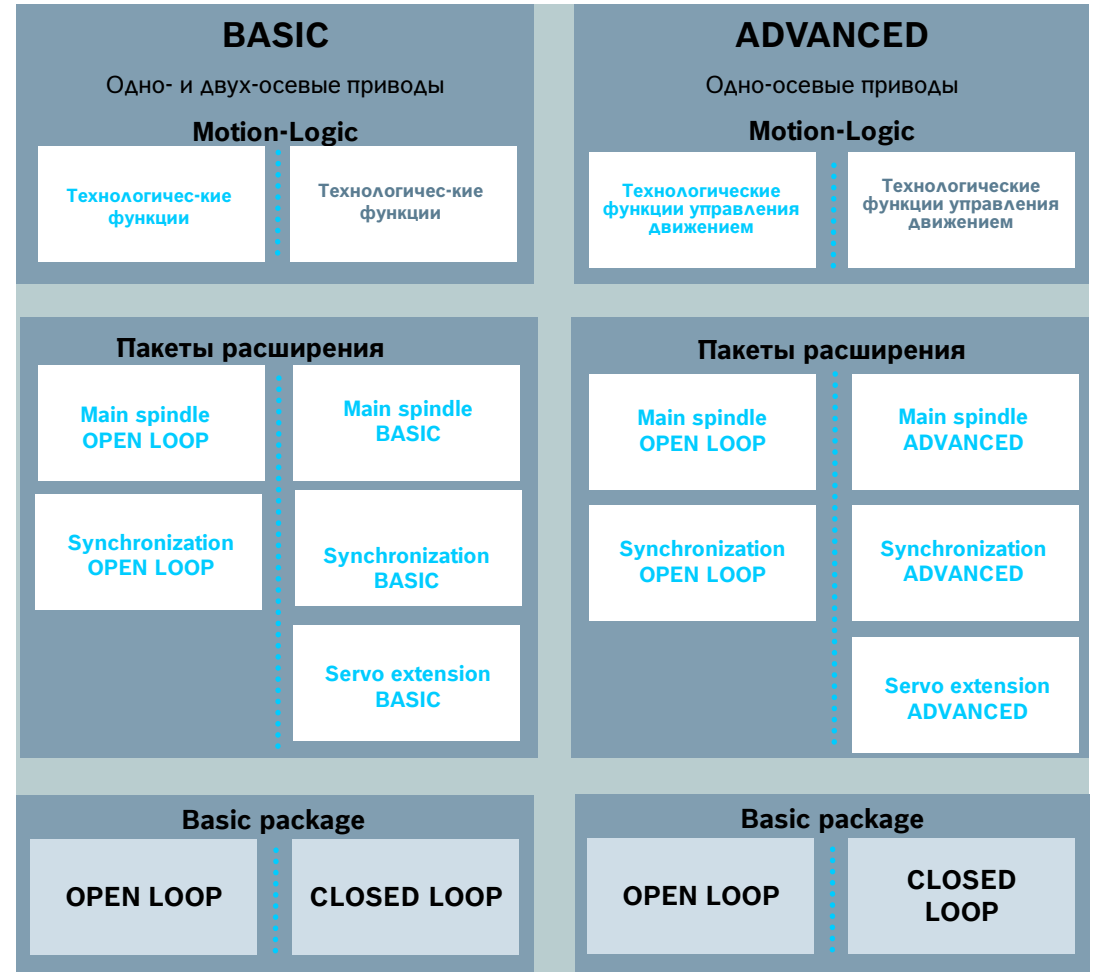 BASIC
Одно- и двух-осевые приводы
Motion-Logic
Технологичес-кие
функции
Технологичес-кие
функции
ADVANCED
Одно-осевые приводы
Motion-Logic
Технологические
функции управления
движением
Технологические
функции управления
движением
Пакеты расширения
Main spindle
OPEN LOOP
Main spindle
BASIC
Synchronization
OPEN LOOP
Synchronization
BASIC
Servo extension
BASIC
Пакеты расширения
Main spindle
OPEN LOOP
Main spindle
ADVANCED
Synchronization
OPEN LOOP
Synchronization
ADVANCED
Servo extension
ADVANCED
Basic package
OPEN LOOP
CLOSED LOOP
Basic package
OPEN LOOP
CLOSED
LOOP